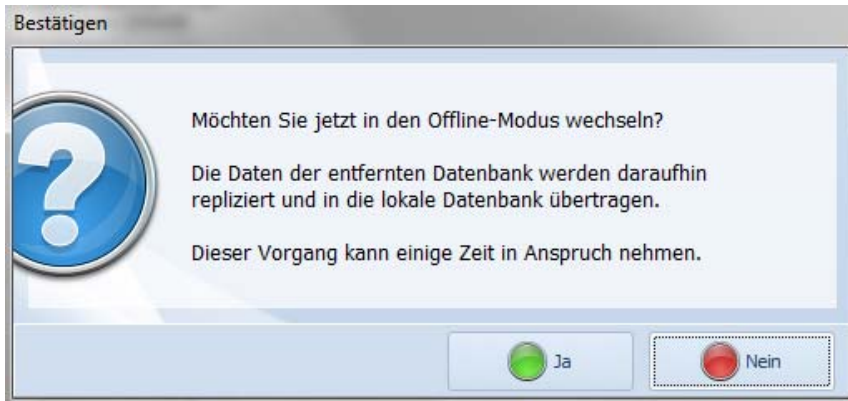 Bestätigen
Möchten Sie jetzt in den Offline-Modus wechseln?
Die Daten der entfernten Datenbank werden daraufhin
repliziert und in die lokale Datenbank übertragen.
Dieser Vorgang kann einige Zeit in Anspruch nehmen.
Ja
Nein